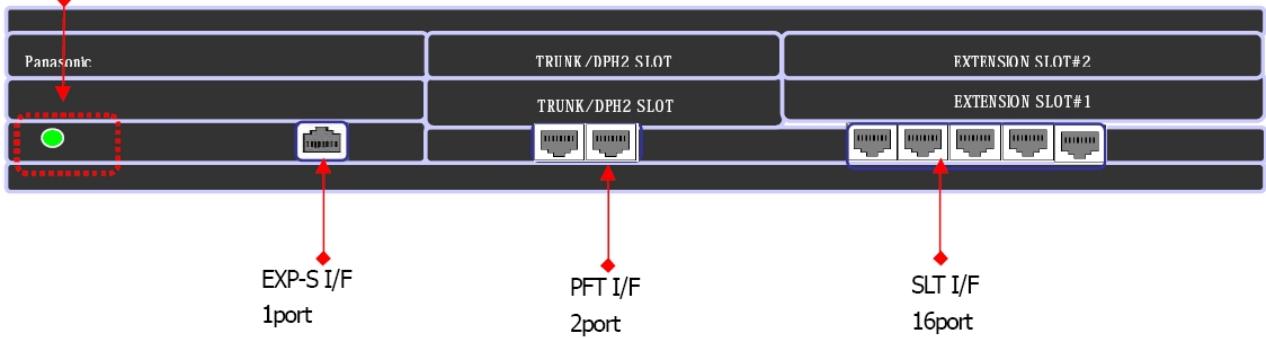 Panasonic
TRUNK/DPH2 SLOT
EXTENSION SLOT#2
TRUNK/DPH2 SLOT
EXTENSION SLOT#1
EXP-S I/F
1port
PFT I/F
2port
SLT I/F
16port